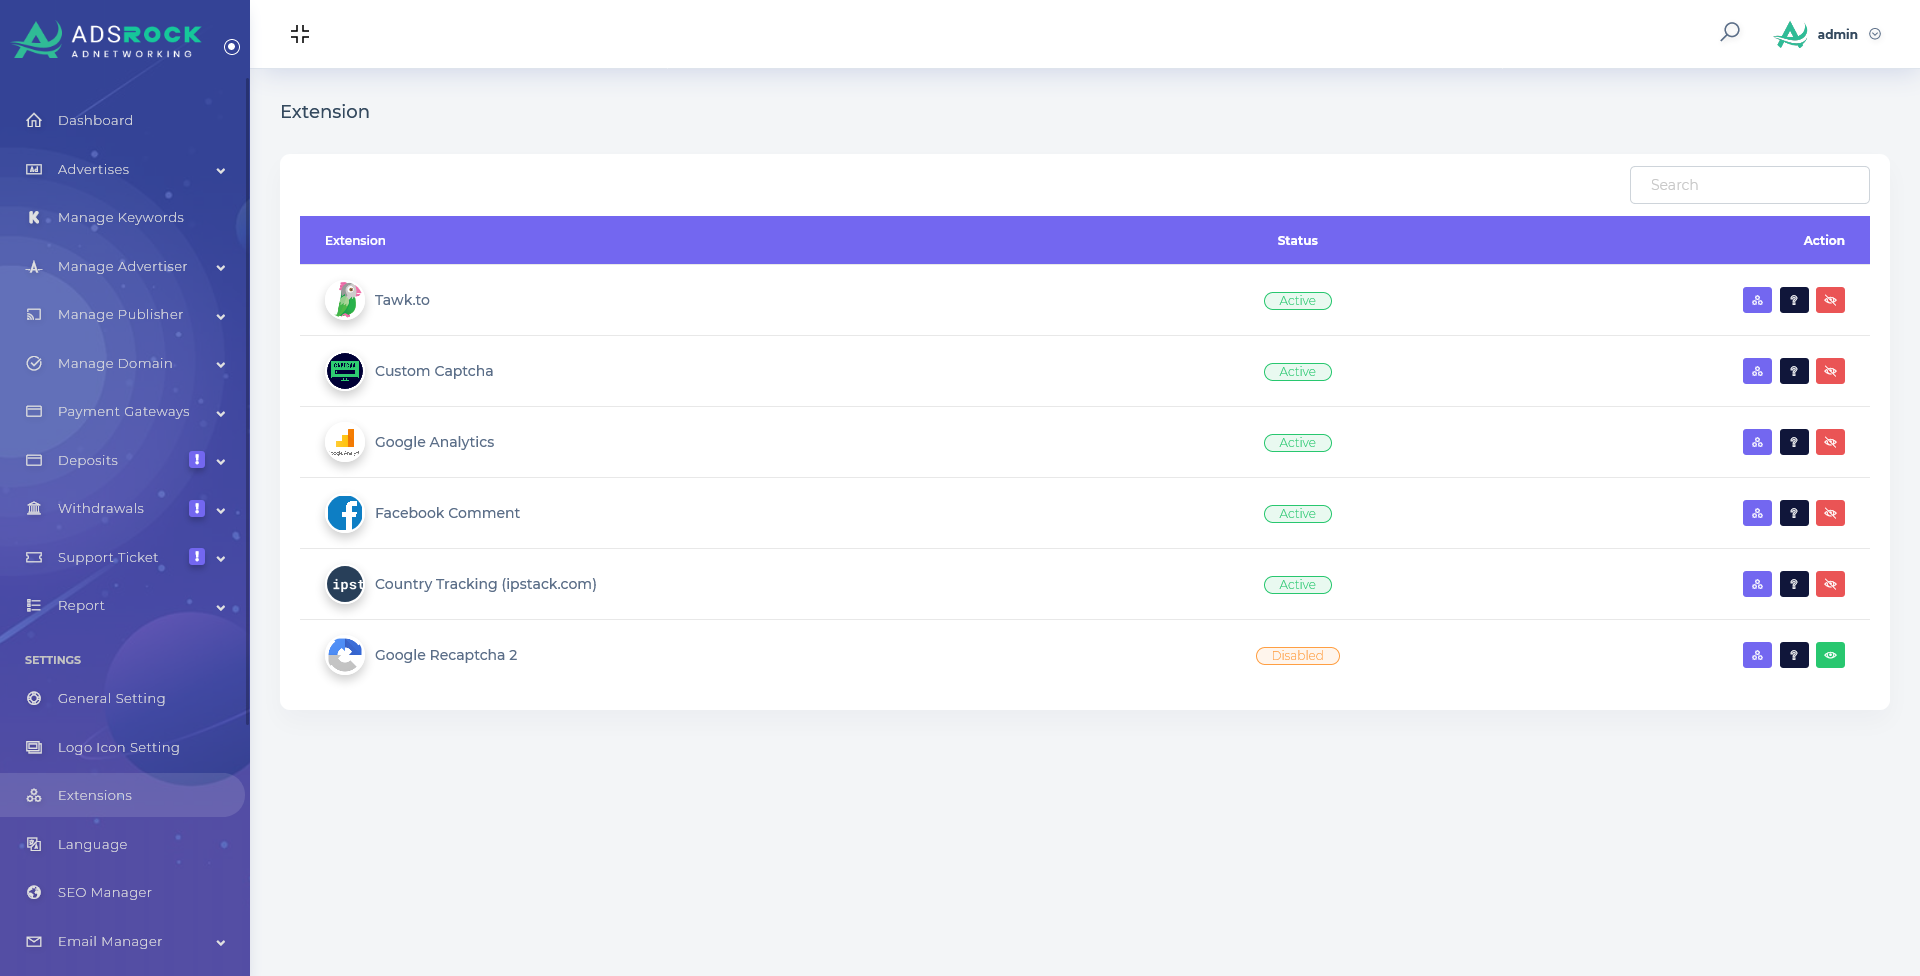 ADSROCK
ADNETWORKING
admin
Dashboard
Advertises
Manage Keywords
Manage Advertiser
Manage Publisher
Manage Domain
Payment Gateways
Deposits !
Withdrawals !
Support Ticket !
Report
SETTINGS
General Setting
Logo Icon Setting
Extensions
Language
SEO Manager
Email Manager
Extension
Search
Extension Status Action
Tawk.to Active
Custom Captcha Active
Google Analytics Active
Facebook Comment Active
ipst Country Tracking (ipstack.com) Active
Google Recaptcha 2 Disabled